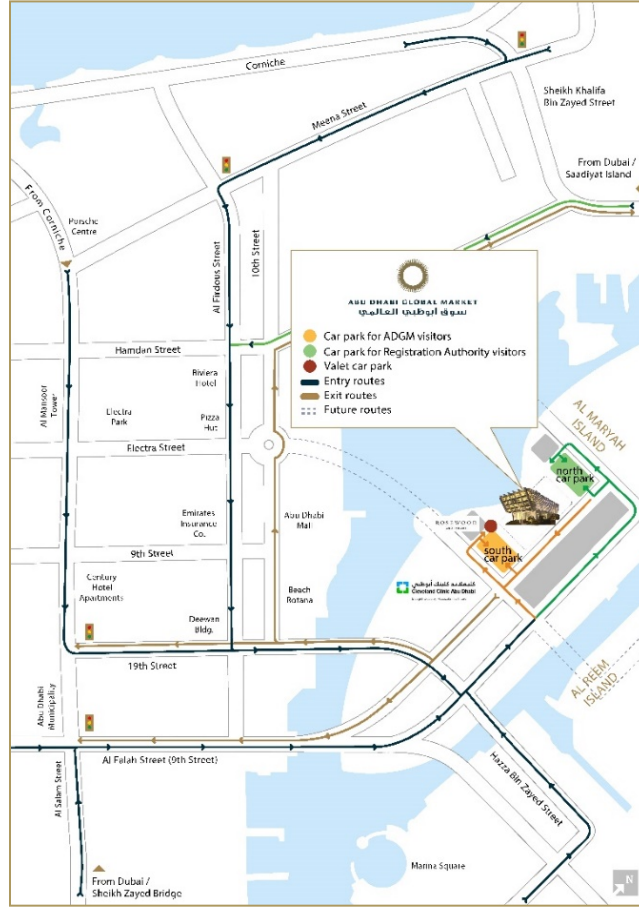 Corniche
Meena Street
Sheikh Khalifa
Bin Zayed Street
From Dubai /
Saadiyat Island
From Corniche
Porsche
Centre
Al Firdous Street
10th Street
ABU DHABI GLOBAL MARKET
سوق أبوظبي العالمي
Car park for ADGM visitors
Car park for Registration Authority visitors
Valet car park
Entry routes
Exit routes
Future routes
Hamdan Street
Riviera
Hotel
Al Mansoor
Tower
Electra
Park
Pizza
Hut
Electra Street
AL MARYAH
ISLAND
north
car park
Emirates
Insurance
Co.
Abu Dhabi
Mall
ROSEWOOD
south
car park
9th Street
Century
Hotel
Apartments
Beach
Rotana
كليفلاند كلينك أبوظبي
Cleveland Clinic Abu Dhabi
Deewan
Bldg.
19th Street
AL REEM
ISLAND
Abu Dhabi
Municipality
Al Falah Street (9th Street)
Al Salam Street
Hazza Bin Zayed Street
Marina Square
From Dubai /
Sheikh Zayed Bridge
N